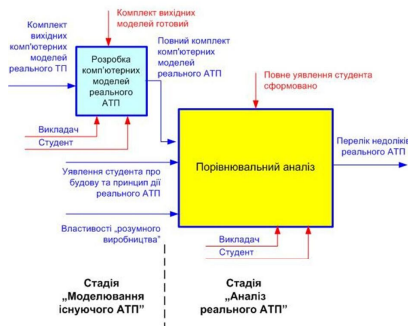 Комплект
вихідних
комп'ютерних
моделей
реального ТП
Комплект вихідних
моделей готовий
Розробка
комп'ютерних
моделей
реального
АТП
Повний комплект
комп'ютерних
моделей
реального АТП
Викладач
Студент
Повне уявлення студента
сформовано
Уявлення студента про
будову та принцип дії
реального АТП
Порівнювальний аналіз
Перелік недоліків
реального АТП
Властивості „розумного
виробництва”
Викладач
Студент
Стадія
„Моделювання
існуючого АТП”
Стадія
„Аналіз
реального АТП”